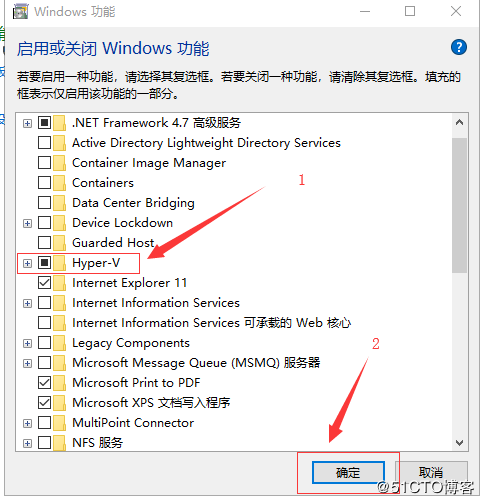 Windows 功能
启用或关闭 Windows 功能
若要启用一种功能，请选择其复选框。若要关闭一种功能，请清除其复选框。填充的
框表示仅启用该功能的一部分。
.NET Framework 4.7 高级服务
Active Directory Lightweight Directory Services
Container Image Manager
Containers
Data Center Bridging
1
Device Lockdown
Guarded Host
Hyper-V
Internet Explorer 11
Internet Information Services
Internet Information Services 可承载的 Web 核心
Legacy Components
2
Microsoft Message Queue (MSMQ) 服务器
Microsoft Print to PDF
Microsoft XPS 文档写入程序
MultiPoint Connector
NFS 服务
确定
取消
@51CTO博客